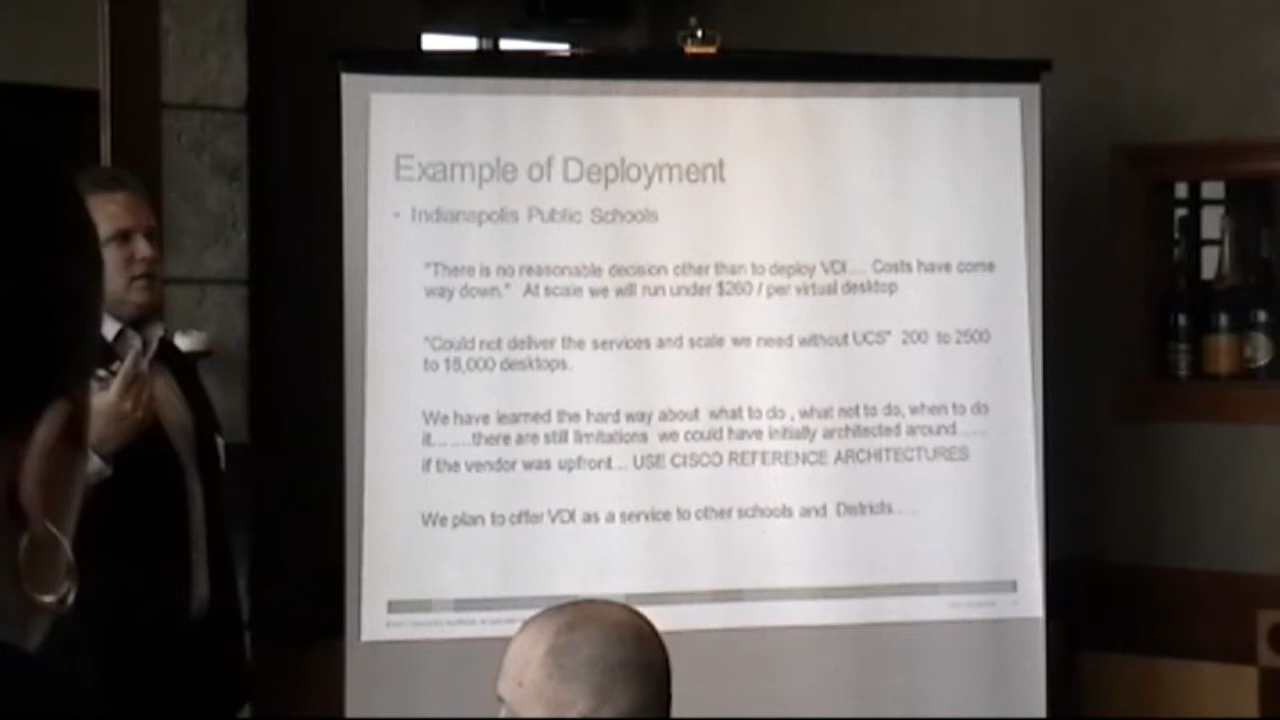 Example of Deployment
• Indianapolis Public Schools
"There is no reasonable decision other than to deploy VDI.... Costs have come
way down." At scale we will run under $260 / per virtual desktop
"Could not deliver the services and scale we need without UCS" 200 to 2500
to 15,000 desktops.
We have learned the hard way about what to do , what not to do, when to do
it.......there are still limitations we could have initially architected around......
if the vendor was upfront... USE CISCO REFERENCE ARCHITECTURES
We plan to offer VDI as a service to other schools and Districts.....